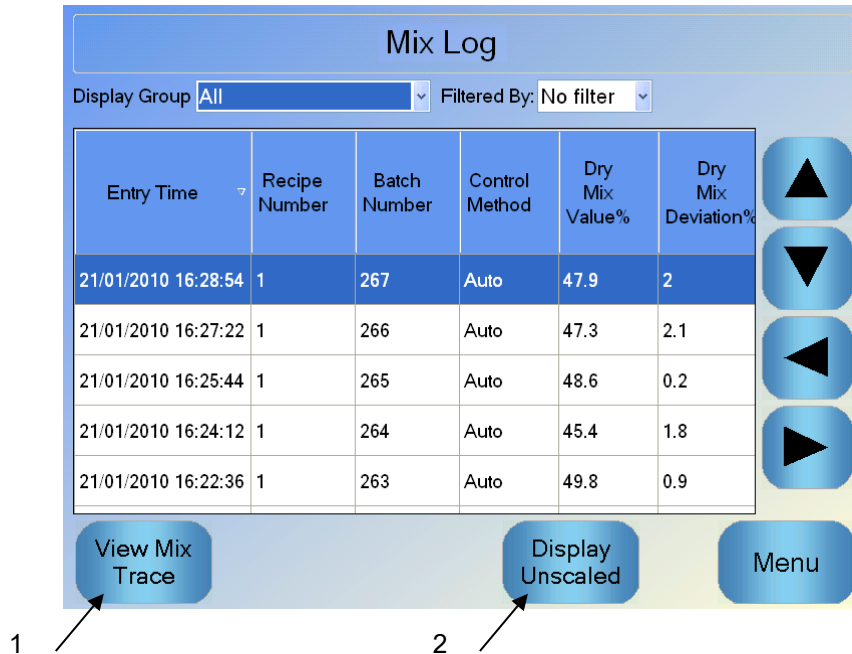 Mix Log
Display Group All Filtered By: No filter
Entry Time Recipe Number Batch Number Control Method Dry Mix Value% Dry Mix Deviation%
21/01/2010 16:28:54 1 267 Auto 47.9 2
21/01/2010 16:27:22 1 266 Auto 47.3 2.1
21/01/2010 16:25:44 1 265 Auto 48.6 0.2
21/01/2010 16:24:12 1 264 Auto 45.4 1.8
21/01/2010 16:22:36 1 263 Auto 49.8 0.9
View Mix Trace
Display Unscaled
Menu
1 2